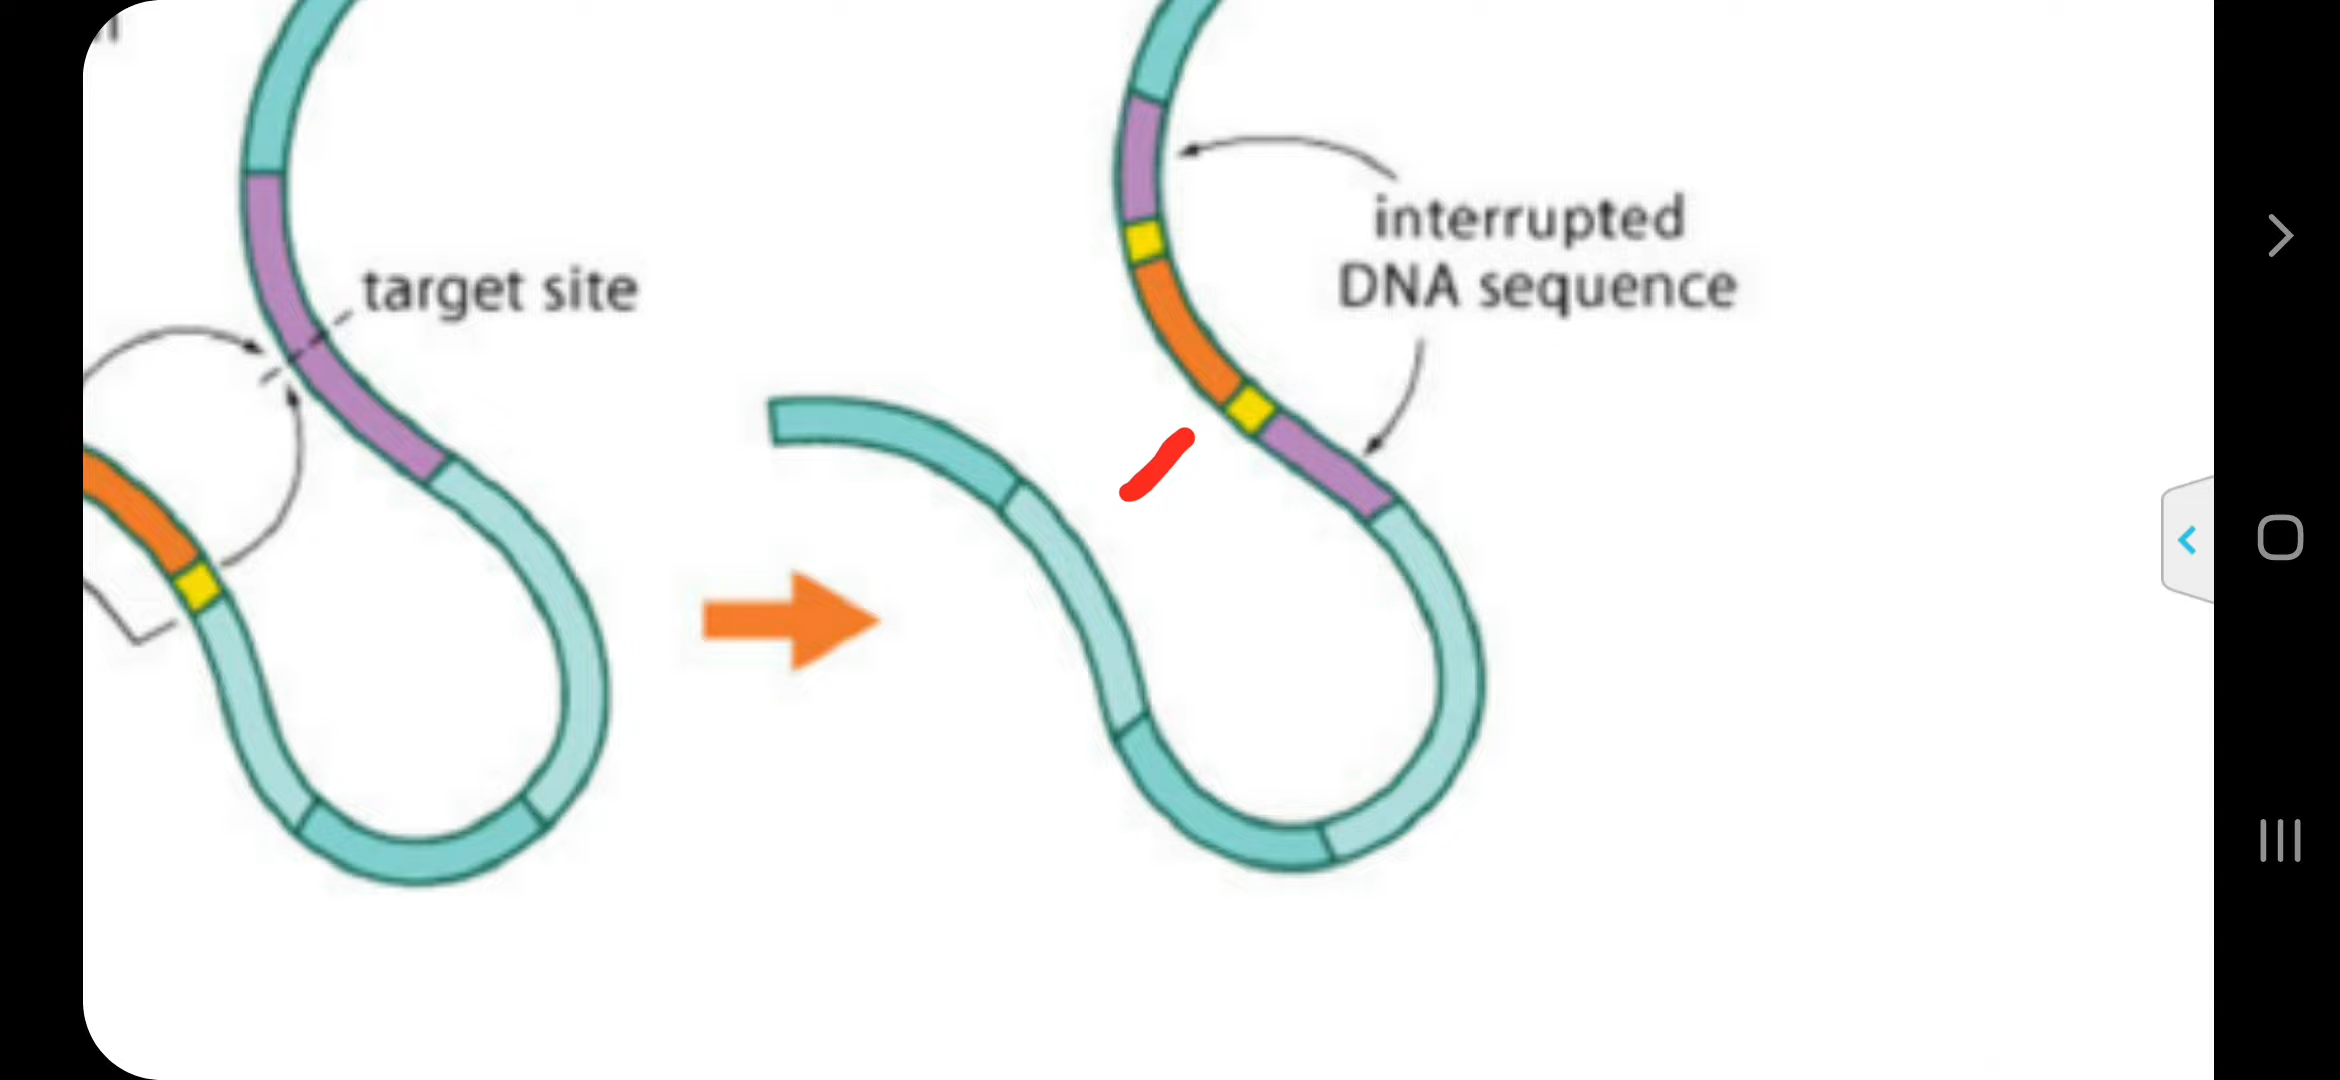 target site
interrupted
DNA sequence